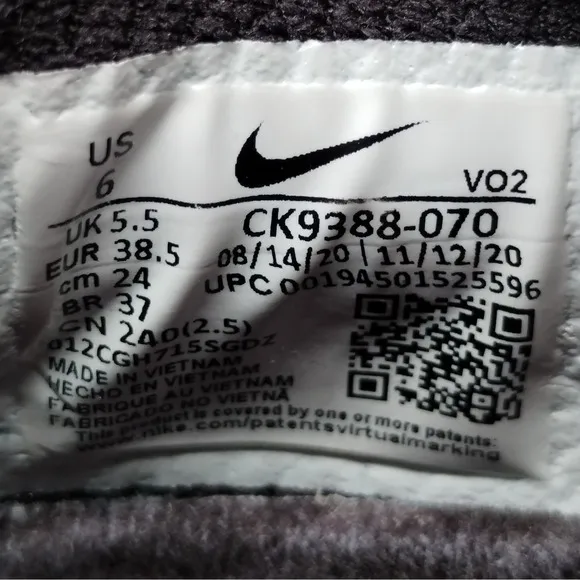 US
6
VO2
UK 5.5
CK9388-070
EUR 38.5
08/14/20 | 11/12/20
cm 24
UPC 00194501525596
BR 37
CN 240(2.5)
012CGH715SGDZ
MADE IN VIETNAM
HECHO EN VIETNAM
FABRIQUE AU VIETNAM
FABRICADO NO VIETNÃ
This product is covered by one or more patents:
www.nike.com/patentsvirtualmarking